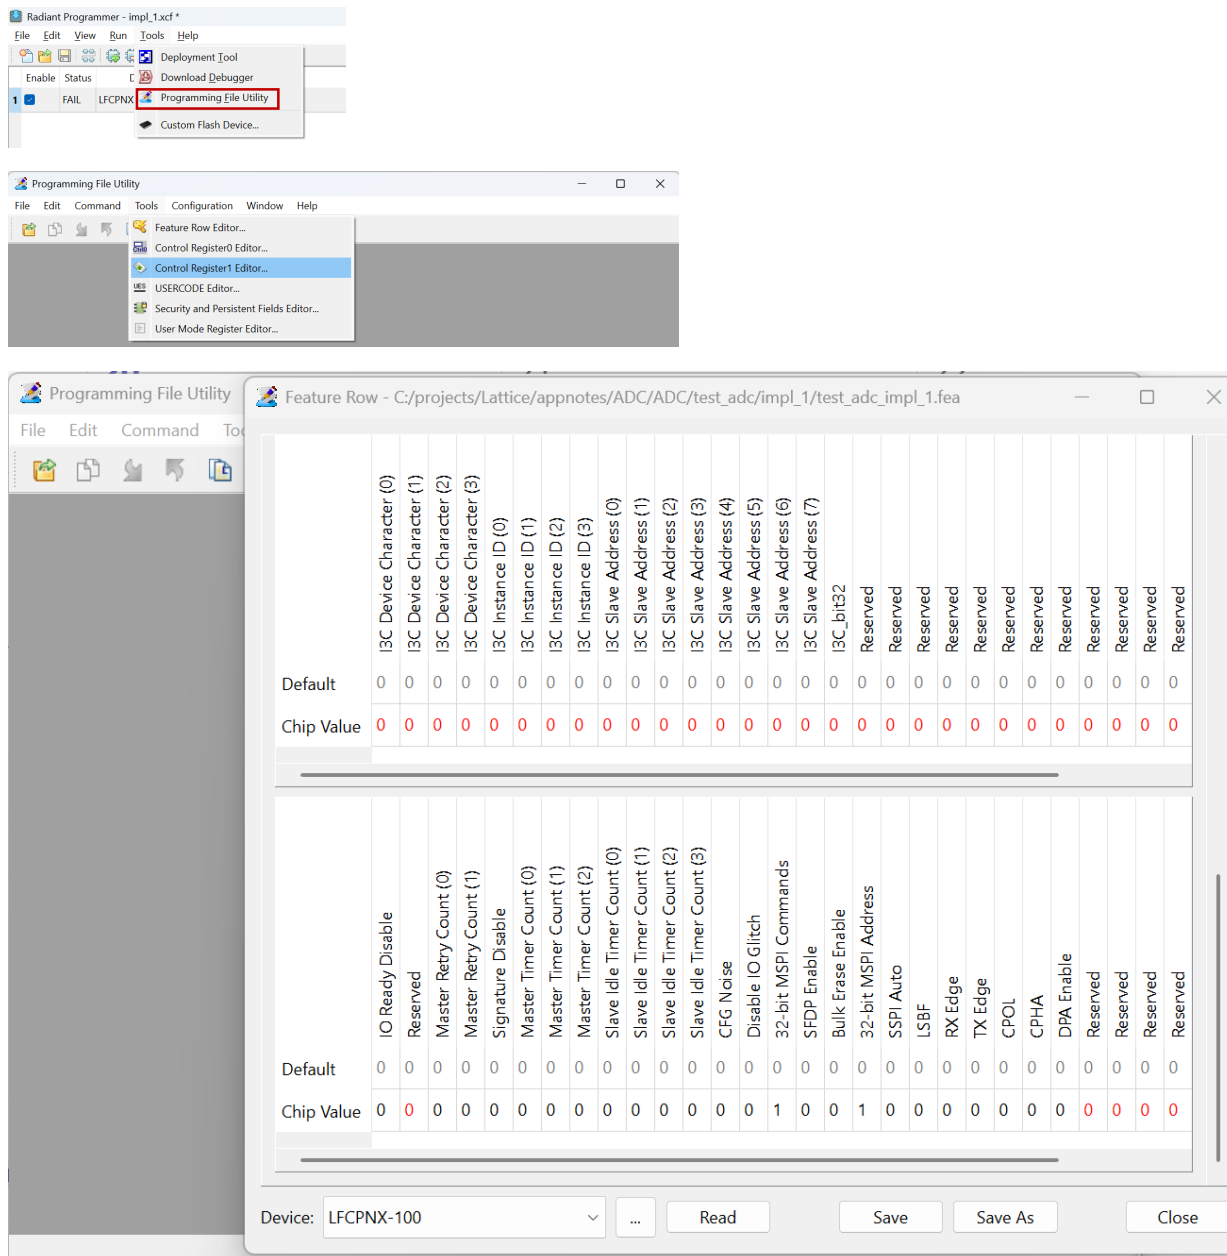 Radiant Programmer - impl_1.xcf *
File Edit View Run Tools Help
Deployment Tool
Enable Status D Download Debugger
1 FAIL LFCPNX Programming File Utility
Custom Flash Device...
Programming File Utility
File Edit Command Tools Configuration Window Help
Feature Row Editor...
Control Register0 Editor...
Control Register1 Editor...
UES USERCODE Editor...
Security and Persistent Fields Editor...
User Mode Register Editor...
Programming File Utility
File Edit Command Too
Feature Row - C:/projects/Lattice/appnotes/ADC/ADC/test_adc/impl_1/test_adc_impl_1.fea
I3C Device Character (0)
I3C Device Character (1)
I3C Device Character (2)
I3C Device Character (3)
I3C Instance ID (0)
I3C Instance ID (1)
I3C Instance ID (2)
I3C Instance ID (3)
I3C Slave Address (0)
I3C Slave Address (1)
I3C Slave Address (2)
I3C Slave Address (3)
I3C Slave Address (4)
I3C Slave Address (5)
I3C Slave Address (6)
I3C Slave Address (7)
I3C_bit32
Reserved
Reserved
Reserved
Reserved
Reserved
Reserved
Reserved
Reserved
Reserved
Reserved
Reserved
Reserved
Default 0 0 0 0 0 0 0 0 0 0 0 0 0 0 0 0 0 0 0 0 0 0 0 0 0 0 0 0 0
Chip Value 0 0 0 0 0 0 0 0 0 0 0 0 0 0 0 0 0 0 0 0 0 0 0 0 0 0 0 0 0
IO Ready Disable
Reserved
Master Retry Count (0)
Master Retry Count (1)
Signature Disable
Master Timer Count (0)
Master Timer Count (1)
Master Timer Count (2)
Slave Idle Timer Count (0)
Slave Idle Timer Count (1)
Slave Idle Timer Count (2)
Slave Idle Timer Count (3)
CFG Noise
Disable IO Glitch
32-bit MSPI Commands
SFDP Enable
Bulk Erase Enable
32-bit MSPI Address
SSPI Auto
LSBF
RX Edge
TX Edge
CPOL
CPHA
DPA Enable
Reserved
Reserved
Reserved
Reserved
Default 0 0 0 0 0 0 0 0 0 0 0 0 0 0 0 0 0 0 0 0 0 0 0 0 0 0 0 0 0
Chip Value 0 0 0 0 0 0 0 0 0 0 0 0 0 0 1 0 0 1 0 0 0 0 0 0 0 0 0 0 0
Device: LFCPNX-100 ... Read Save Save As Close